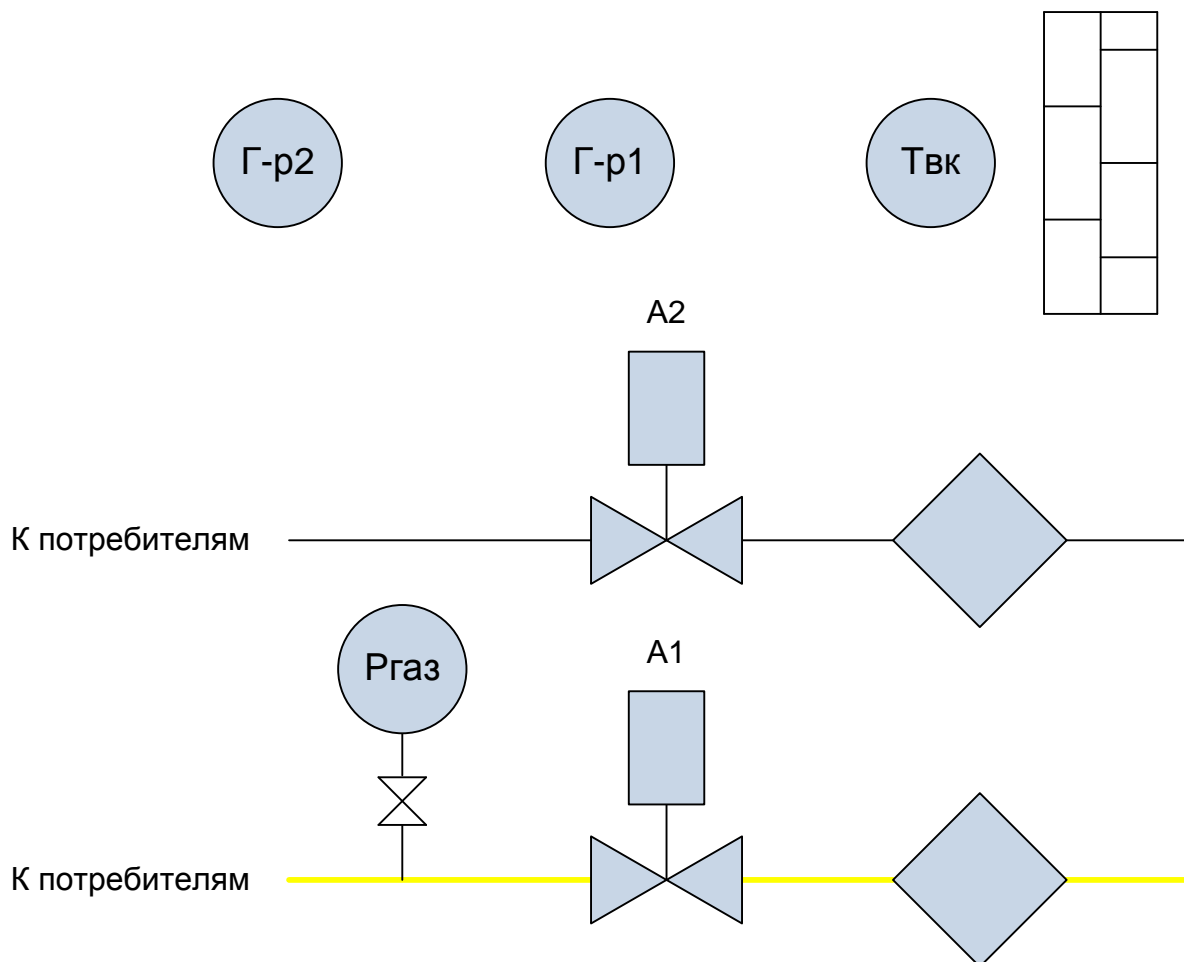 Г-р2 Г-р1 Твк
А2
К потребителям
Ргаз
А1
К потребителям